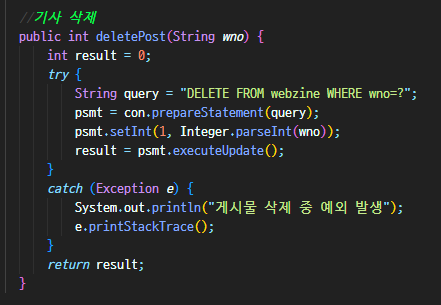 //기사 삭제
public int deletePost(String wno) {
int result = 0;
try {
String query = "DELETE FROM webzine WHERE wno=?";
psmt = con.prepareStatement(query);
psmt.setInt(1, Integer.parseInt(wno));
result = psmt.executeUpdate();
}
catch (Exception e) {
System.out.println("게시물 삭제 중 예외 발생");
e.printStackTrace();
}
return result;
}